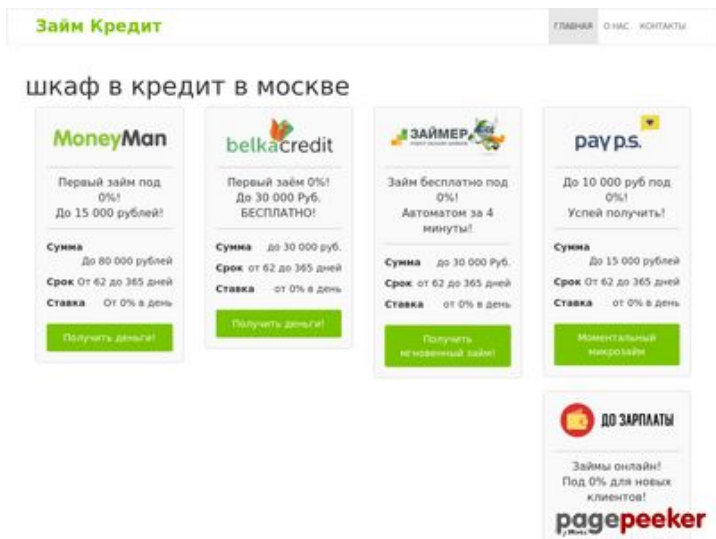 Займ Кредит
ГЛАВНАЯ О НАС. КОНТАКТЫ
шкаф в кредит в москве
MoneyMan
Первый займ под
0%!
До 15 000 рублей!
Сумма
До 80 000 рублей
Срок От 62 до 365 дней
Ставка От 0% в день
Получить деньги!
belkacredit
Первый заём 0%!
До 30 000 Руб.
БЕСПЛАТНО!
Сумма до 30 000 руб.
Срок от 62 до 365 дней
Ставка от 0% в день
Получить деньги!
ЗАЙМЕР
Займ бесплатно под
0%!
Автоматом за 4
минуты!
Сумма до 30 000 Руб.
Срок от 62 до 365 дней
Ставка от 0% в день
Получить
мгновенный займ!
pay p.s.
До 10 000 руб под
0%!
Успей получить!
Сумма
До 15 000 рублей
Срок От 62 до 365 дней
Ставка от 0% в день
Моментальный
микрозайм
ДО ЗАРПЛАТЫ
Займы онлайн!
Под 0% для новых
клиентов!
pagepeeker